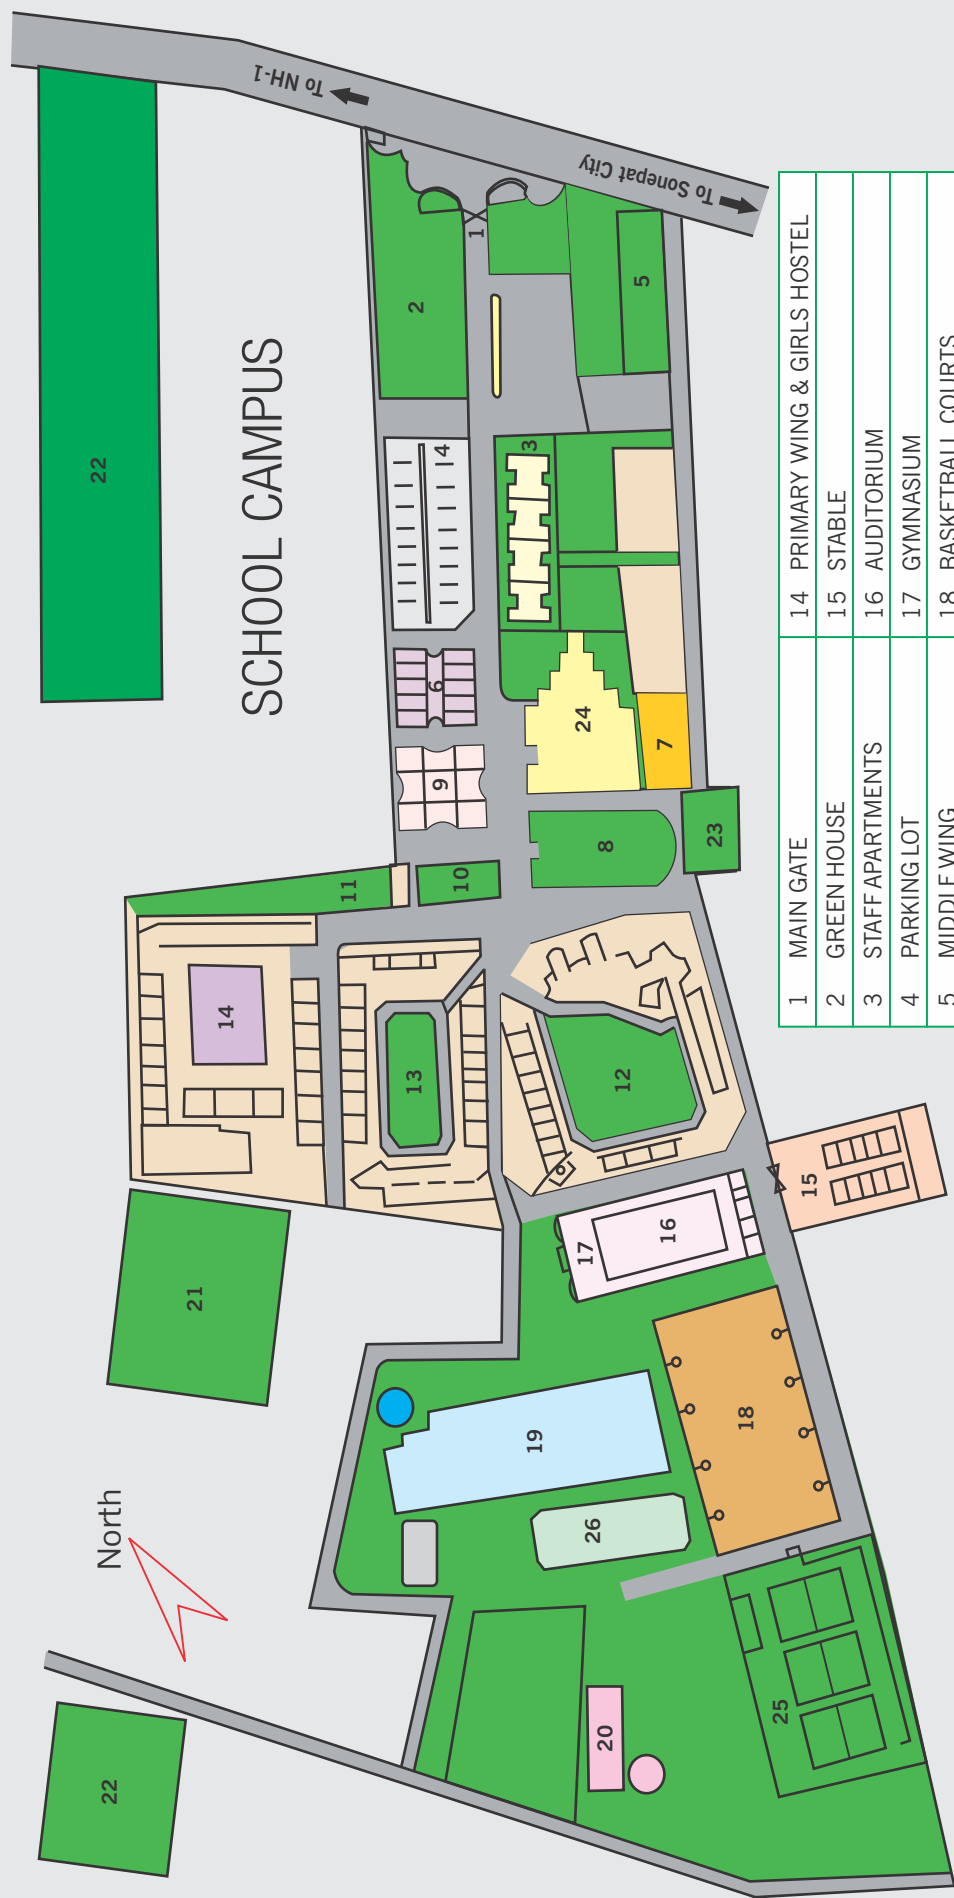 SCHOOL CAMPUS
North
To NH-1
To Sonepat City
22
2
1
5
4
3
6
24
7
9
8
23
10
11
14
13
12
15
16
17
21
19
18
26
20
25
22
1 MAIN GATE
2 GREEN HOUSE
3 STAFF APARTMENTS
4 PARKING LOT
5 MIDDLE WING
14 PRIMARY WING & GIRLS HOSTEL
15 STABLE
16 AUDITORIUM
17 GYMNASIUM
18 BASKETBALL COURTS